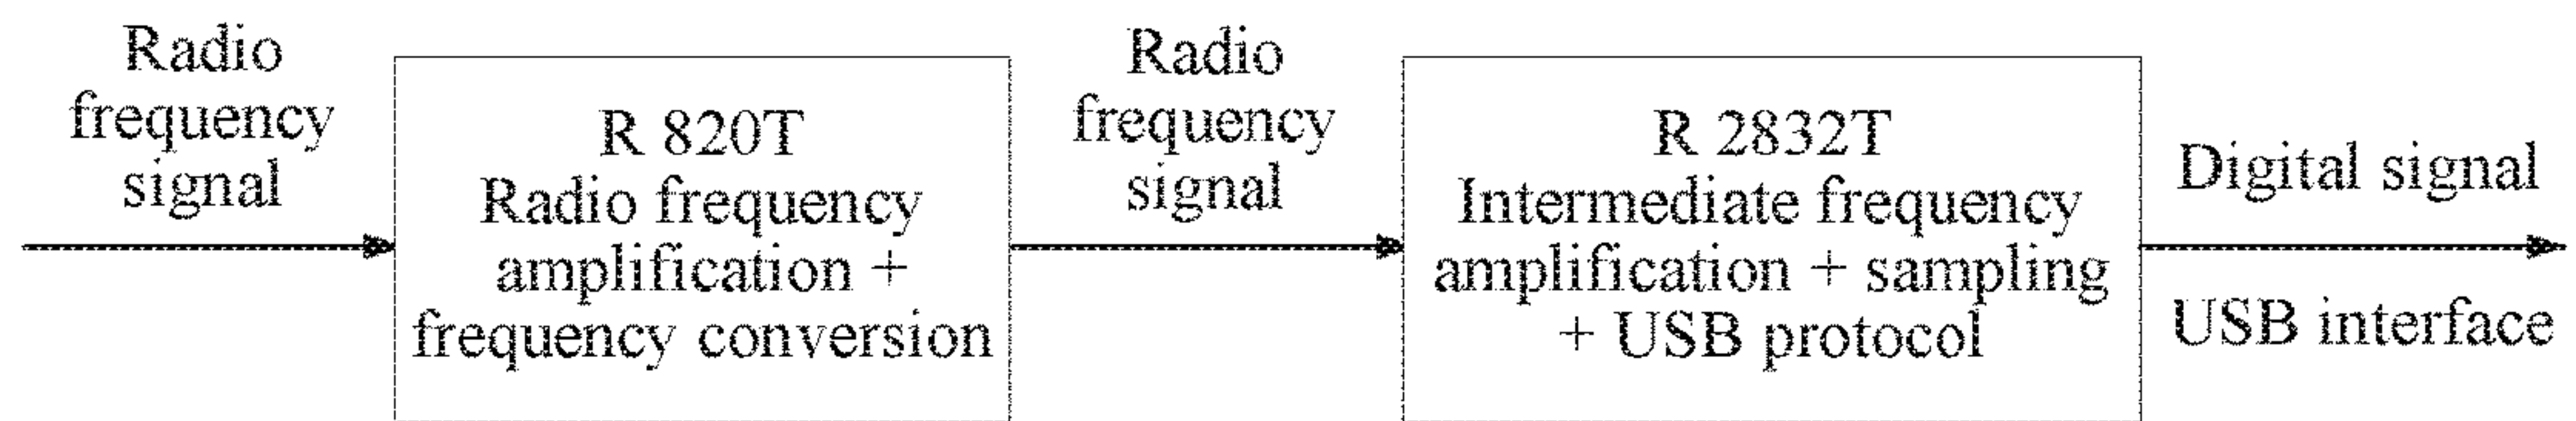 Radio
frequency
signal
R 820T
Radio frequency
amplification +
frequency conversion
Radio
frequency
signal
R 2832T
Intermediate frequency
amplification + sampling
+ USB protocol
Digital signal
USB interface